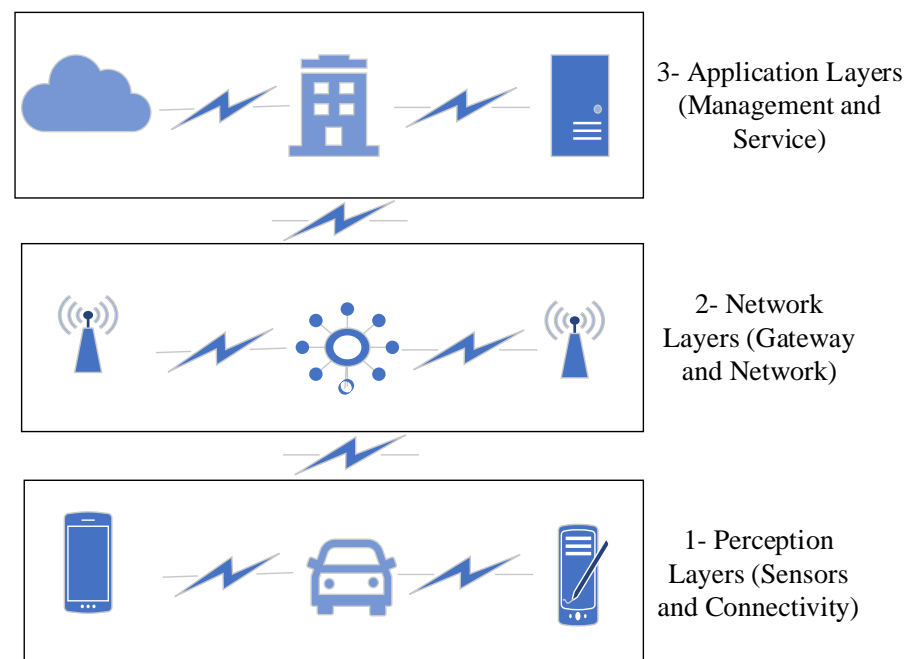 3- Application Layers
(Management and
Service)
2- Network
Layers (Gateway
and Network)
1- Perception
Layers (Sensors
and Connectivity)